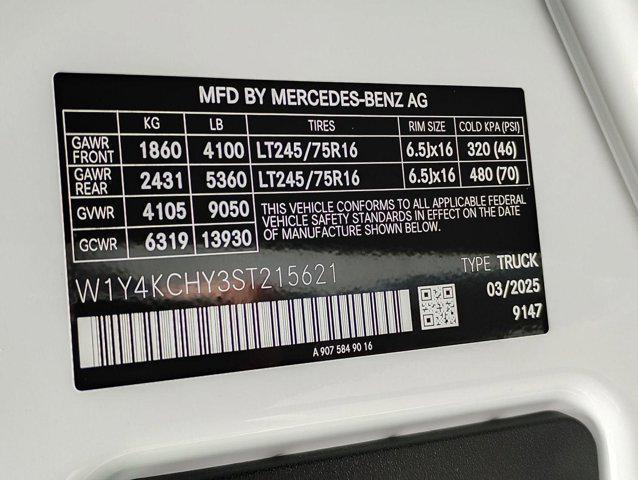 MFD BY MERCEDES-BENZ AG
KG LB TIRES RIM SIZE COLD KPA (PSI)
GAWR FRONT 1860 4100 LT245/75R16 6.5Jx16 320 (46)
GAWR REAR 2431 5360 LT245/75R16 6.5Jx16 480 (70)
GVWR 4105 9050
GCWR 6319 13930
THIS VEHICLE CONFORMS TO ALL APPLICABLE FEDERAL
VEHICLE SAFETY STANDARDS IN EFFECT ON THE DATE
OF MANUFACTURE SHOWN ABOVE.
W1Y4KCHY3ST215621
TYPE TRUCK
03/2025
9147
A 907 584 90 16